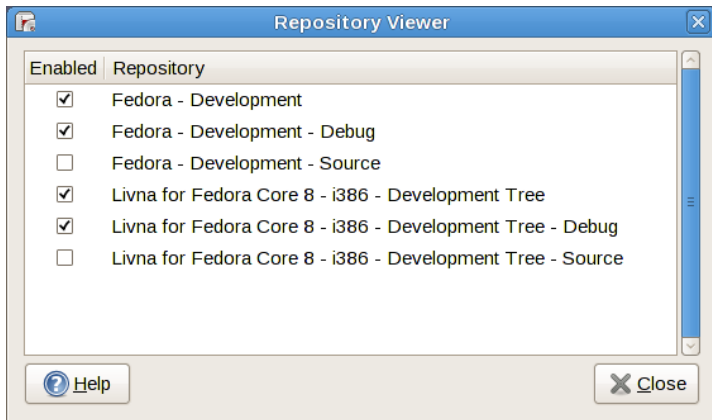 Repository Viewer
Enabled Repository
Fedora - Development
Fedora - Development - Debug
Fedora - Development - Source
Livna for Fedora Core 8 - i386 - Development Tree
Livna for Fedora Core 8 - i386 - Development Tree - Debug
Livna for Fedora Core 8 - i386 - Development Tree - Source
Help Close